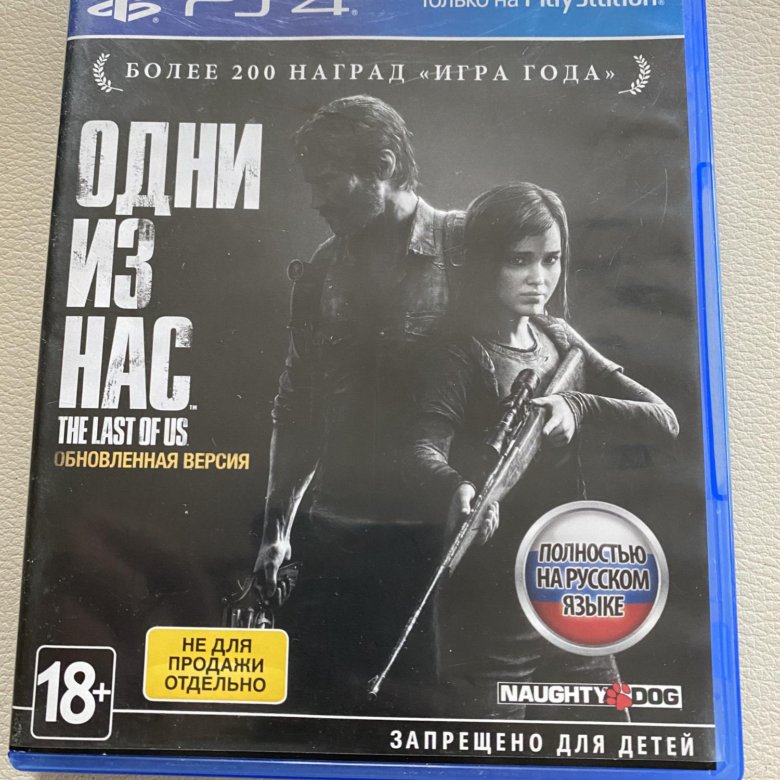 PS4
только на PlayStation®
БОЛЕЕ 200 НАГРАД «ИГРА ГОДА»
ОДНИ
ИЗ
НАС™
THE LAST OF US
ОБНОВЛЕННАЯ ВЕРСИЯ
ПОЛНОСТЬЮ
НА РУССКОМ
ЯЗЫКЕ
НЕ ДЛЯ
ПРОДАЖИ
ОТДЕЛЬНО
18+
NAUGHTY DOG
ЗАПРЕЩЕНО ДЛЯ ДЕТЕЙ